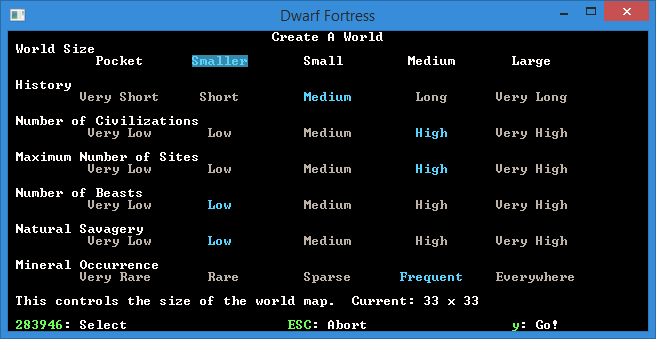 Dwarf Fortress
Create A World
World Size
Pocket Smaller Small Medium Large
History
Very Short Short Medium Long Very Long
Number of Civilizations
Very Low Low Medium High Very High
Maximum Number of Sites
Very Low Low Medium High Very High
Number of Beasts
Very Low Low Medium High Very High
Natural Savagery
Very Low Low Medium High Very High
Mineral Occurrence
Very Rare Rare Sparse Frequent Everywhere
This controls the size of the world map. Current: 33 x 33
283946: Select ESC: Abort y: Go!